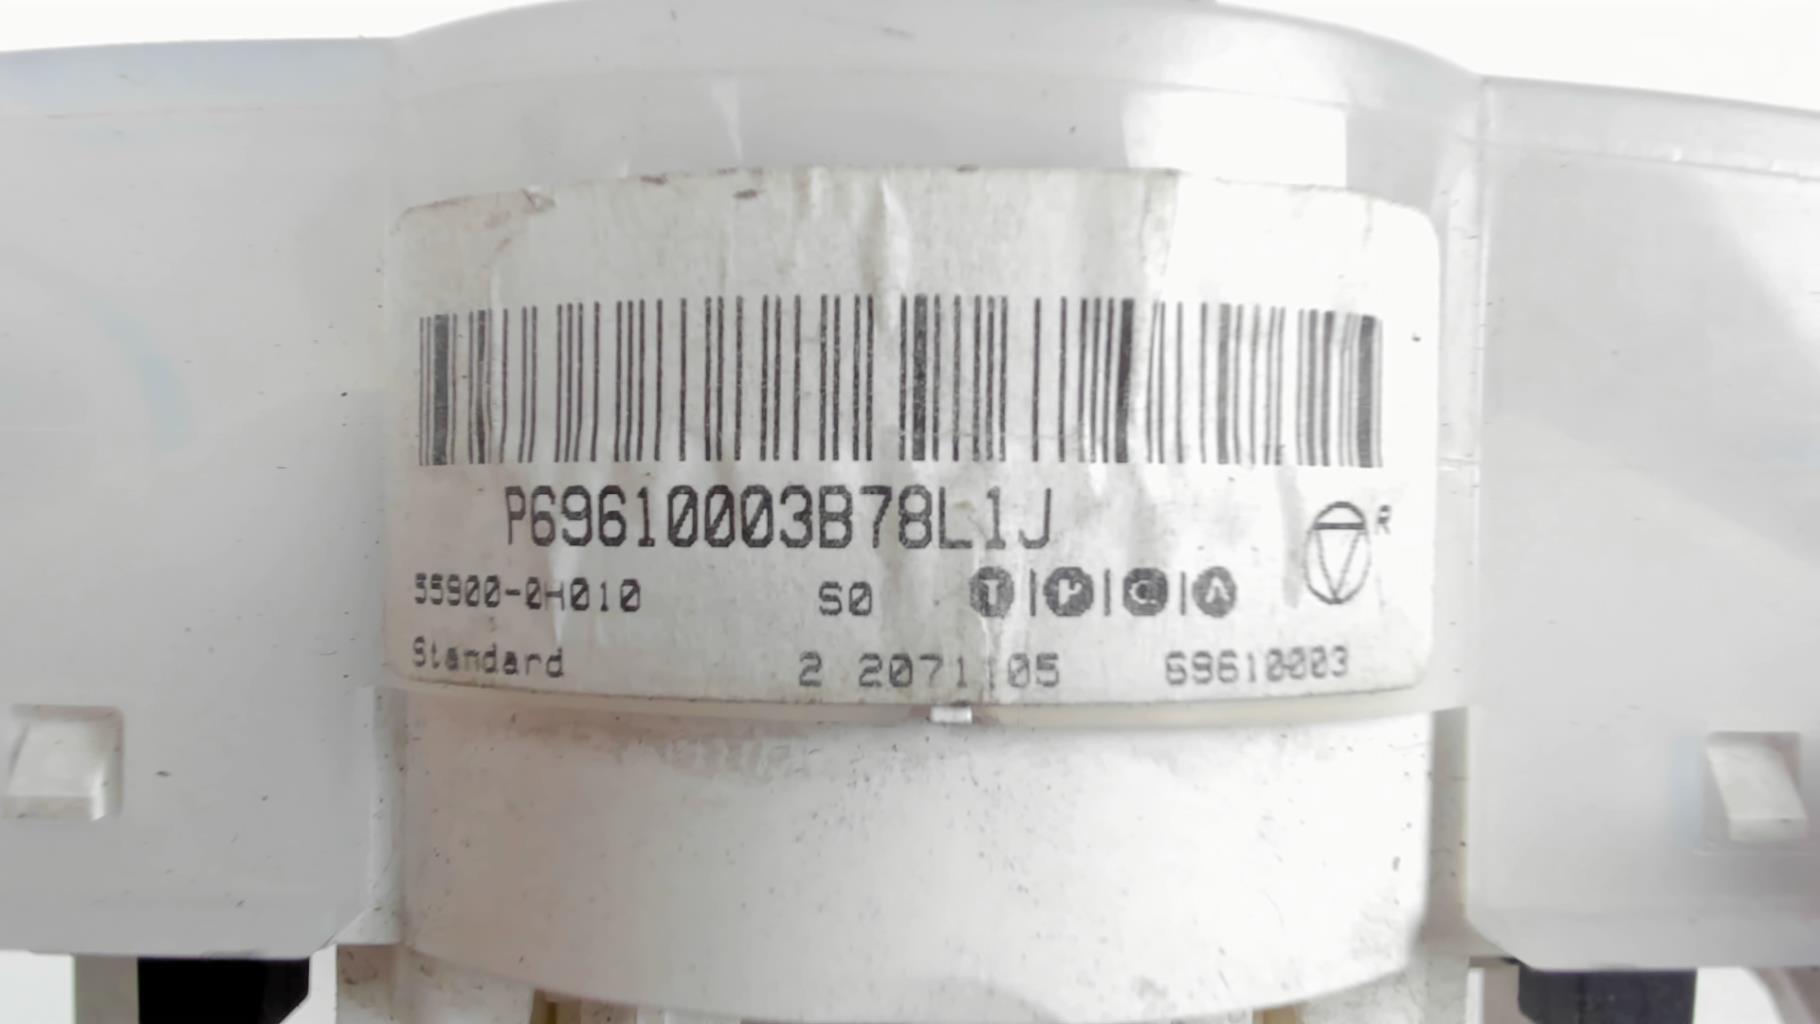 P69610003B78L1J
55900-0H010 S0 T|P|C|A R
Standard 2 2071105 69610003